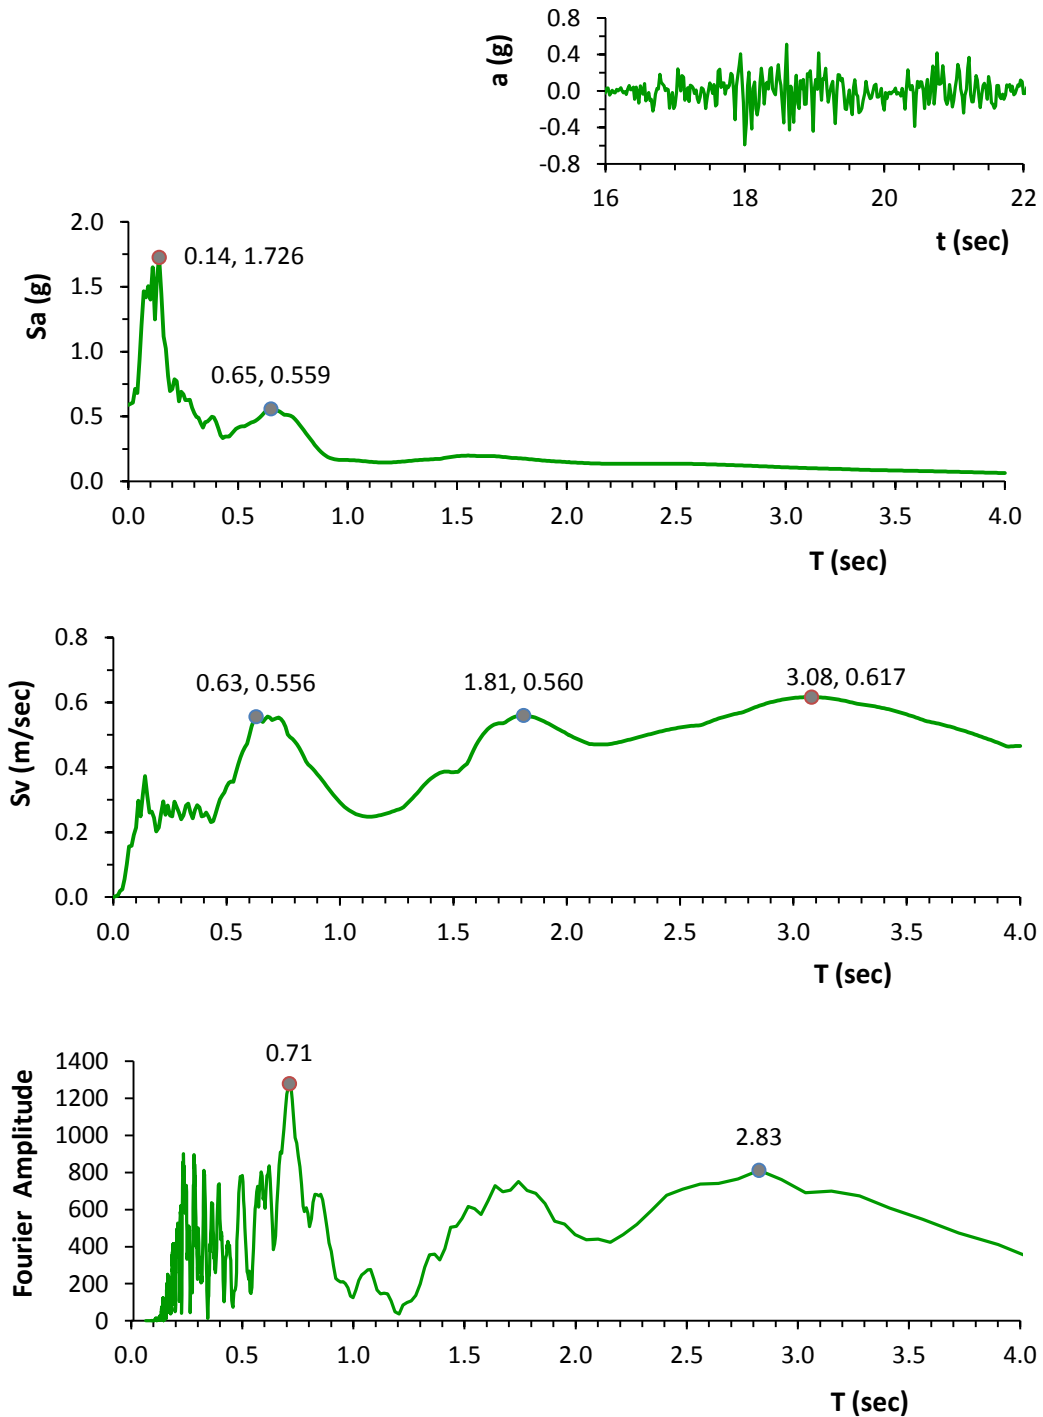 0.8
0.4
0.0
-0.4
-0.8
a (g)
16 18 20 22
t (sec)
2.0
1.5
1.0
0.5
0.0
Sa (g)
0.14, 1.726
0.65, 0.559
0.0 0.5 1.0 1.5 2.0 2.5 3.0 3.5 4.0
T (sec)
0.8
0.6
0.4
0.2
0.0
Sv (m/sec)
0.63, 0.556
1.81, 0.560
3.08, 0.617
0.0 0.5 1.0 1.5 2.0 2.5 3.0 3.5 4.0
T (sec)
1400
1200
1000
800
600
400
200
0
Fourier Amplitude
0.71
2.83
0.0 0.5 1.0 1.5 2.0 2.5 3.0 3.5 4.0
T (sec)